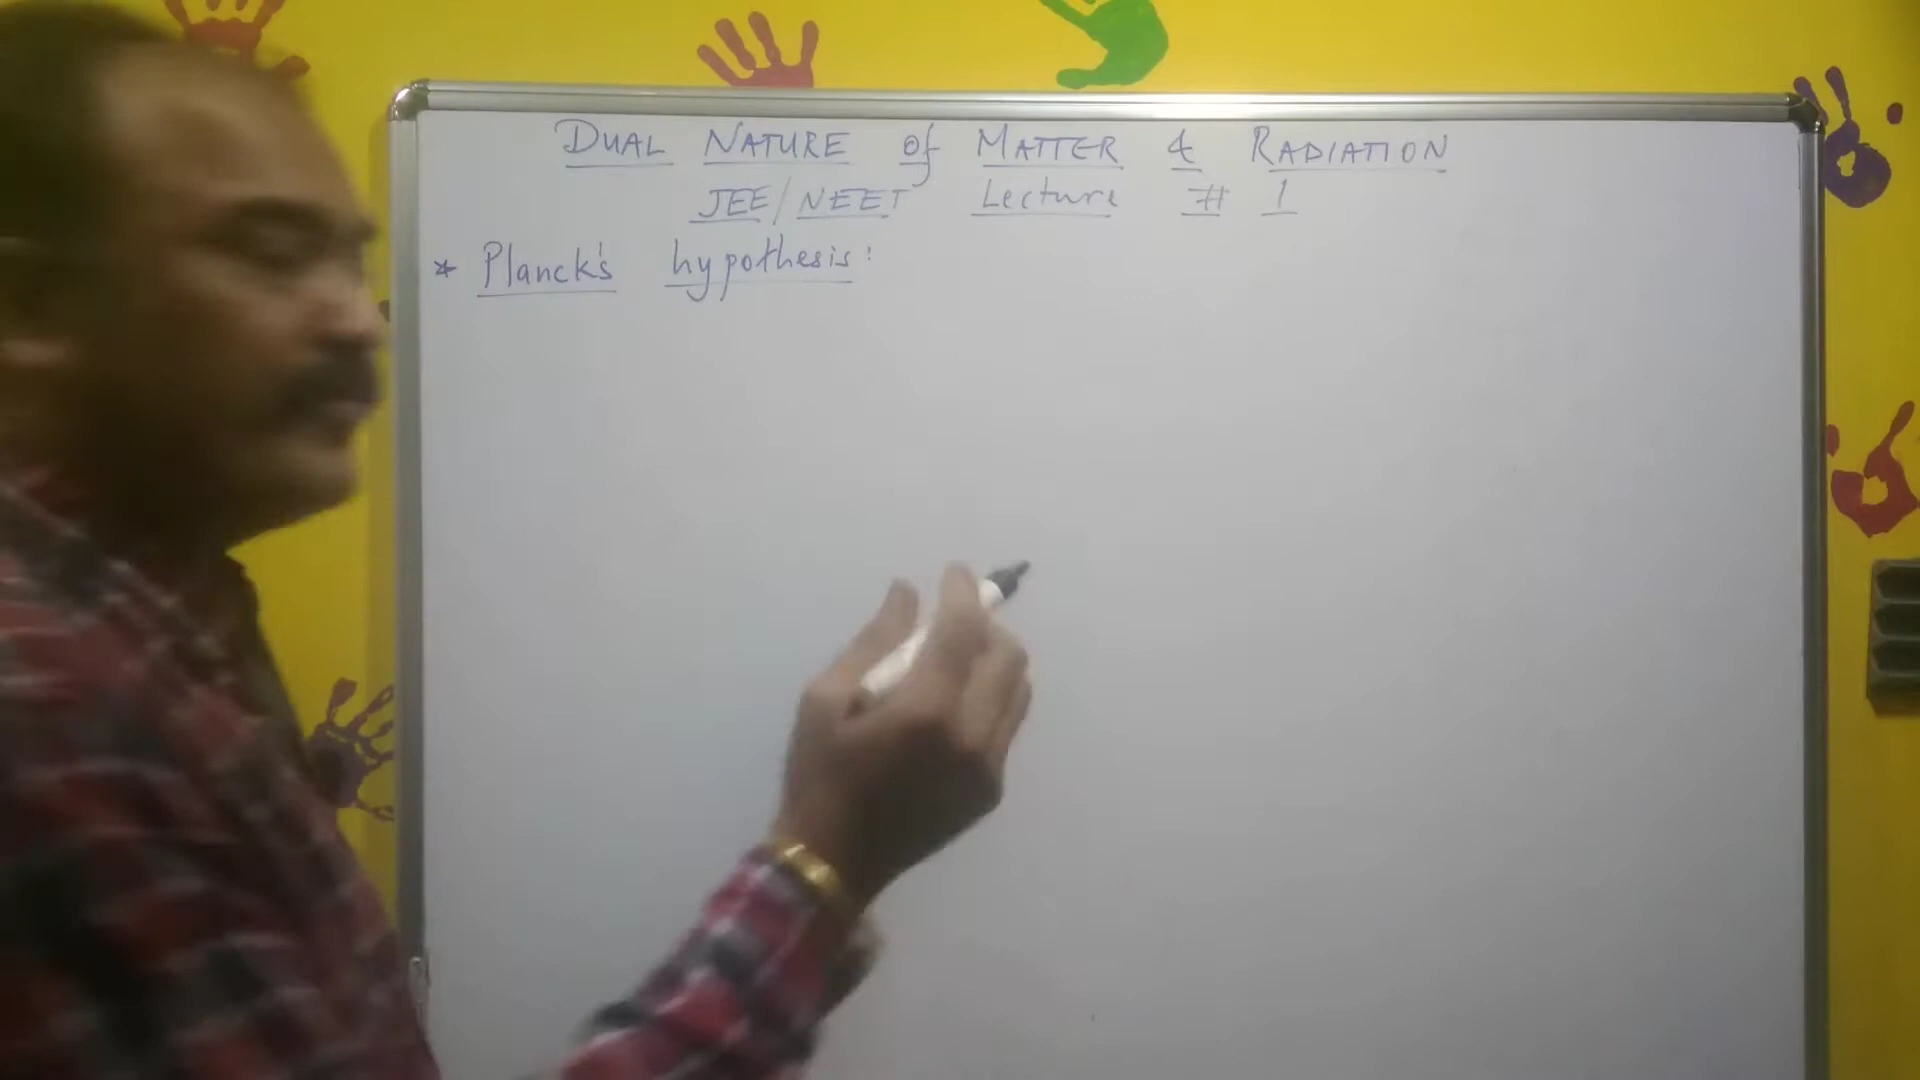 DUAL NATURE of MATTER & RADIATION
JEE/NEET Lecture # 1
* Planck's hypothesis: